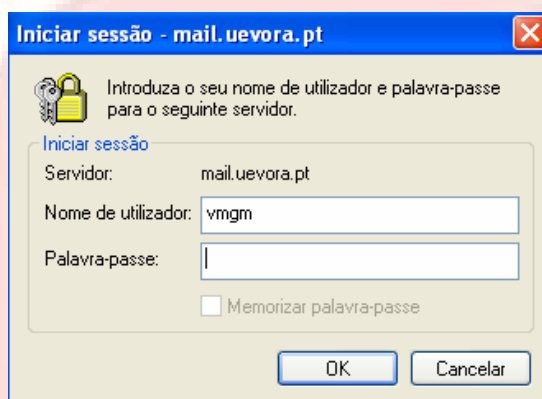 Iniciar sessão - mail.uevora.pt
Introduza o seu nome de utilizador e palavra-passe
para o seguinte servidor.
Iniciar sessão
Servidor: mail.uevora.pt
Nome de utilizador: vmgm
Palavra-passe:
Memorizar palavra-passe
OK Cancelar